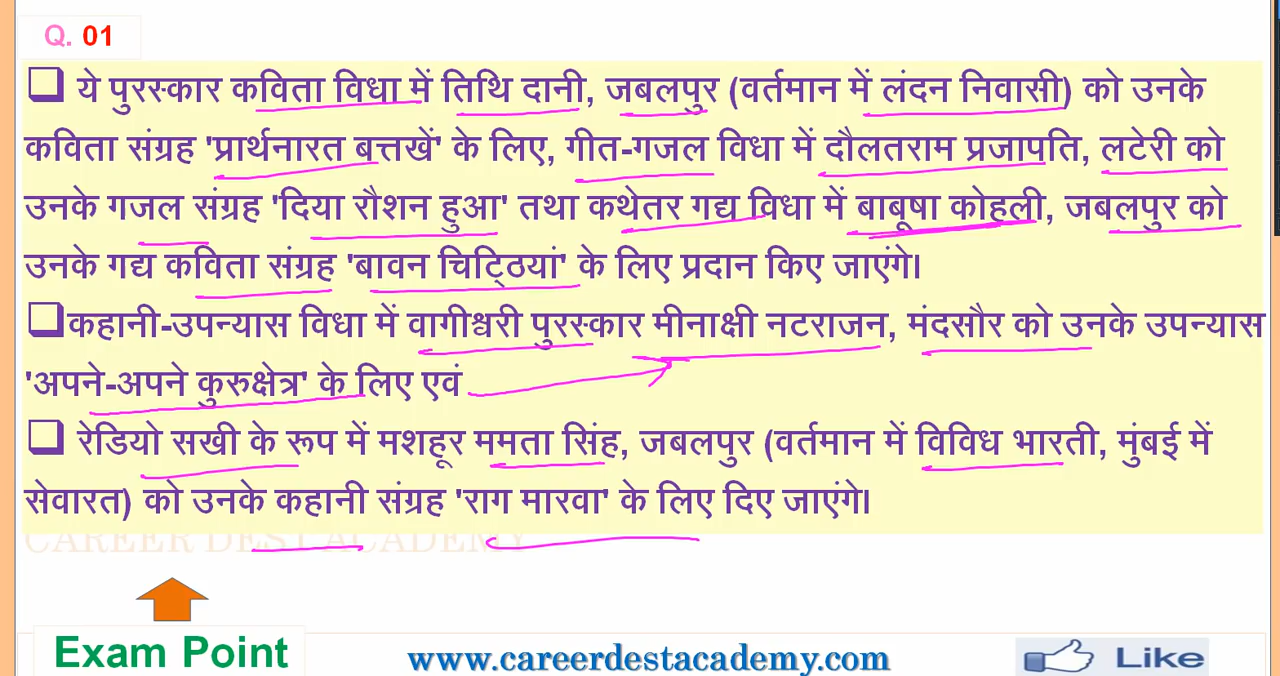 Q. 01
❑ ये पुरस्कार कविता विधा में तिथि दानी, जबलपुर (वर्तमान में लंदन निवासी) को उनके
कविता संग्रह 'प्रार्थनारत बत्तखें' के लिए, गीत-गजल विधा में दौलतराम प्रजापति, लटेरी को
उनके गजल संग्रह 'दिया रौशन हुआ' तथा कथेतर गद्य विधा में बाबूषा कोहली, जबलपुर को
उनके गद्य कविता संग्रह 'बावन चिट्ठियां' के लिए प्रदान किए जाएंगे।
❑कहानी-उपन्यास विधा में वागीश्वरी पुरस्कार मीनाक्षी नटराजन, मंदसौर को उनके उपन्यास
'अपने-अपने कुरुक्षेत्र' के लिए एवं
❑ रेडियो सखी के रूप में मशहूर ममता सिंह, जबलपुर (वर्तमान में विविध भारती, मुंबई में
सेवारत) को उनके कहानी संग्रह 'राग मारवा' के लिए दिए जाएंगे।
CAREER DEST ACADEMY
Exam Point
www.careerdestacademy.com
Like